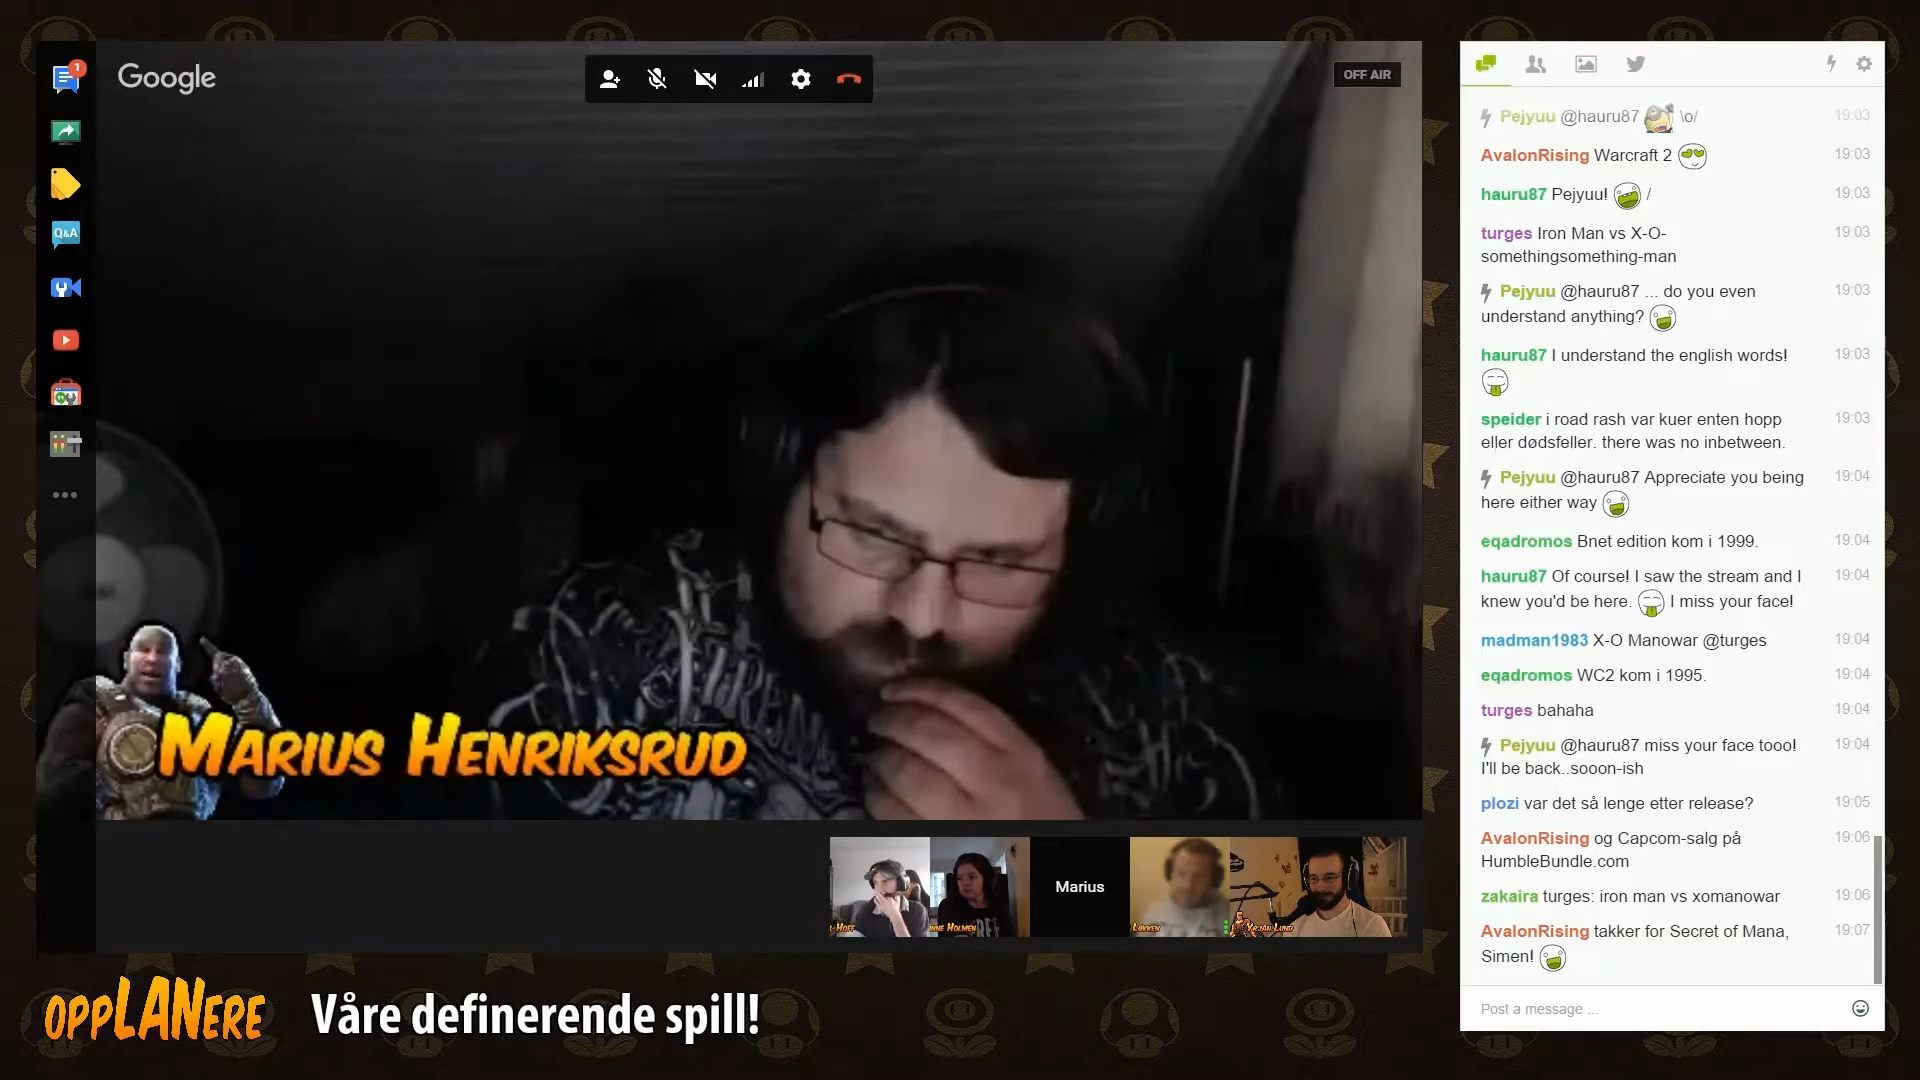 1
Google
OFF AIR
Q&A
MARIUS HENRIKSRUD
Marius
-HOFF
NNE HOLMEN
LØKKEN
ØRJAN LUND
OPPLANERE
Våre definerende spill!
Pejyuu @hauru87 \o/ 19:03
AvalonRising Warcraft 2 19:03
hauru87 Pejyuu! / 19:03
turges Iron Man vs X-O- 19:03
somethingsomething-man
Pejyuu @hauru87 ... do you even 19:03
understand anything?
hauru87 I understand the english words! 19:03
speider i road rash var kuer enten hopp 19:03
eller dødsfeller. there was no inbetween.
Pejyuu @hauru87 Appreciate you being 19:04
here either way
eqadromos Bnet edition kom i 1999. 19:04
hauru87 Of course! I saw the stream and I 19:04
knew you'd be here. I miss your face!
madman1983 X-O Manowar @turges 19:04
eqadromos WC2 kom i 1995. 19:04
turges bahaha 19:04
Pejyuu @hauru87 miss your face tooo! 19:04
I'll be back..sooon-ish
plozi var det så lenge etter release? 19:05
AvalonRising og Capcom-salg på 19:06
HumbleBundle.com
zakaira turges: iron man vs xomanowar 19:06
AvalonRising takker for Secret of Mana, 19:07
Simen!
Post a message ...